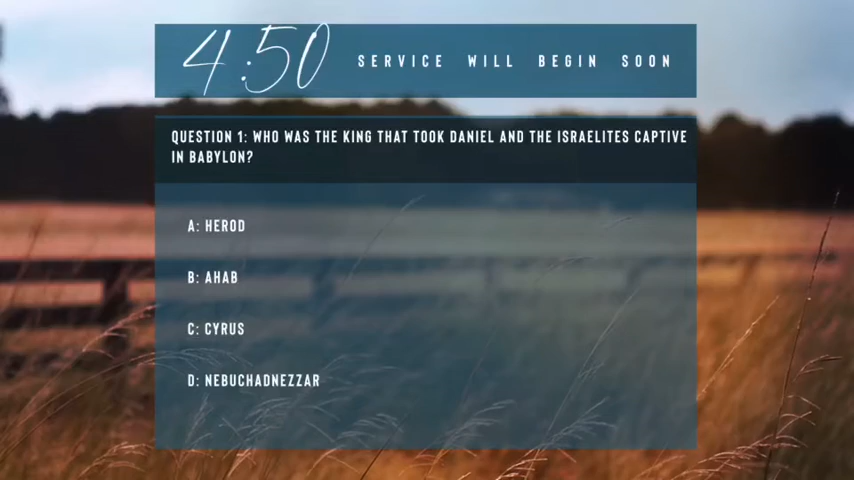 4:50 SERVICE WILL BEGIN SOON
QUESTION 1: WHO WAS THE KING THAT TOOK DANIEL AND THE ISRAELITES CAPTIVE
IN BABYLON?
A: HEROD
B: AHAB
C: CYRUS
D: NEBUCHADNEZZAR